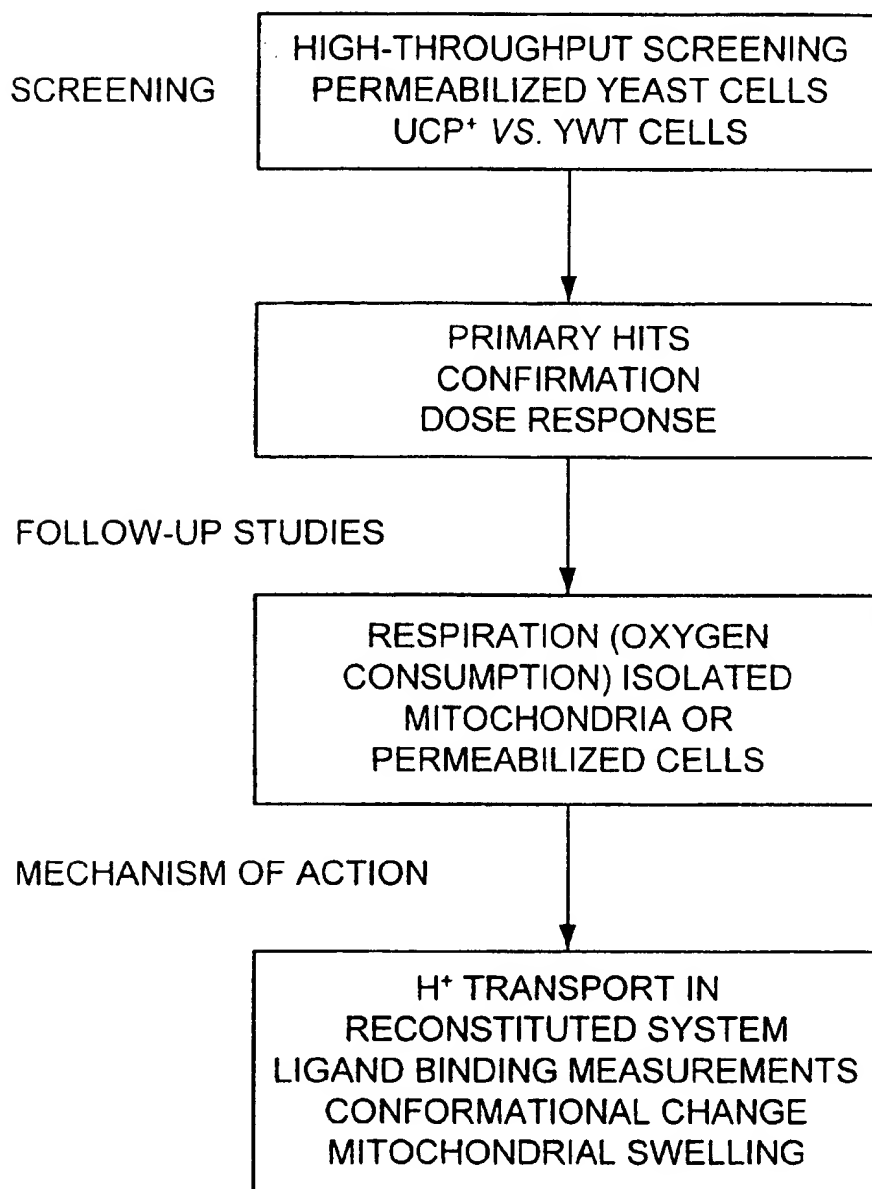 SCREENING
HIGH-THROUGHPUT SCREENING
PERMEABILIZED YEAST CELLS
UCP⁺ VS. YWT CELLS
PRIMARY HITS
CONFIRMATION
DOSE RESPONSE
FOLLOW-UP STUDIES
RESPIRATION (OXYGEN
CONSUMPTION) ISOLATED
MITOCHONDRIA OR
PERMEABILIZED CELLS
MECHANISM OF ACTION
H⁺ TRANSPORT IN
RECONSTITUTED SYSTEM
LIGAND BINDING MEASUREMENTS
CONFORMATIONAL CHANGE
MITOCHONDRIAL SWELLING